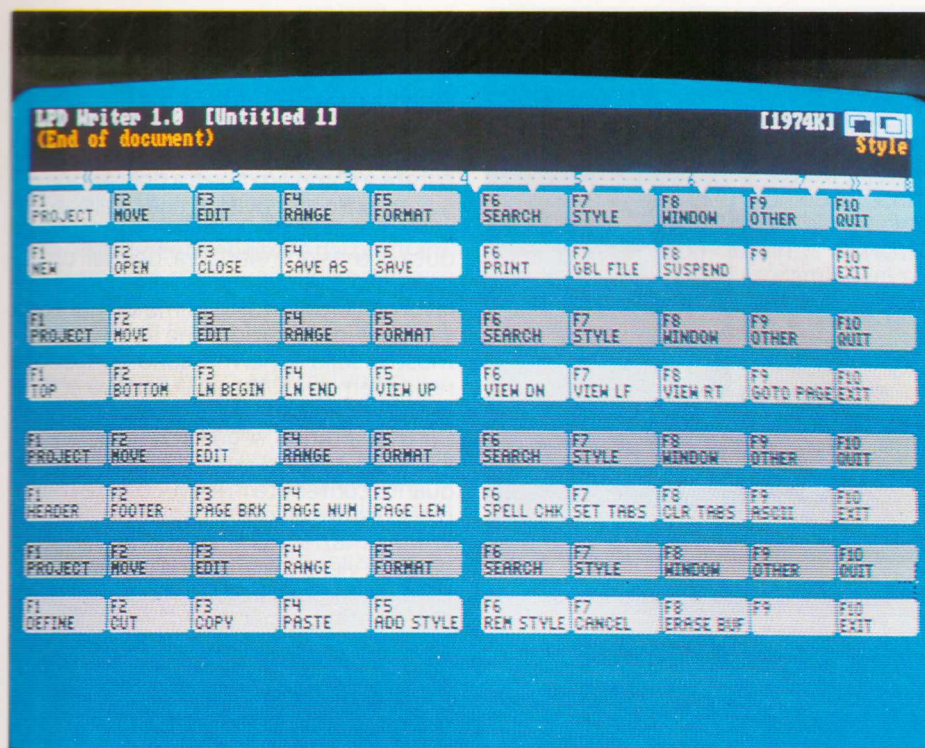 LPD Writer 1.0 [Untitled 1] [1974K]
(End of document) Style
1 2 3 4 5 6 7 8
F1 F2 F3 F4 F5 F6 F7 F8 F9 F10
PROJECT MOVE EDIT RANGE FORMAT SEARCH STYLE WINDOW OTHER QUIT
F1 F2 F3 F4 F5 F6 F7 F8 F9 F10
NEW OPEN CLOSE SAVE AS SAVE PRINT GBL FILE SUSPEND EXIT
F1 F2 F3 F4 F5 F6 F7 F8 F9 F10
PROJECT MOVE EDIT RANGE FORMAT SEARCH STYLE WINDOW OTHER QUIT
F1 F2 F3 F4 F5 F6 F7 F8 F9 F10
TOP BOTTOM LN BEGIN LN END VIEW UP VIEW DN VIEW LF VIEW RT GOTO PAGE EXIT
F1 F2 F3 F4 F5 F6 F7 F8 F9 F10
PROJECT MOVE EDIT RANGE FORMAT SEARCH STYLE WINDOW OTHER QUIT
F1 F2 F3 F4 F5 F6 F7 F8 F9 F10
HEADER FOOTER PAGE BRK PAGE NUM PAGE LEN SPELL CHK SET TABS CLR TABS ASCII EXIT
F1 F2 F3 F4 F5 F6 F7 F8 F9 F10
PROJECT MOVE EDIT RANGE FORMAT SEARCH STYLE WINDOW OTHER QUIT
F1 F2 F3 F4 F5 F6 F7 F8 F9 F10
DEFINE CUT COPY PASTE ADD STYLE REM STYLE CANCEL ERASE BUF EXIT